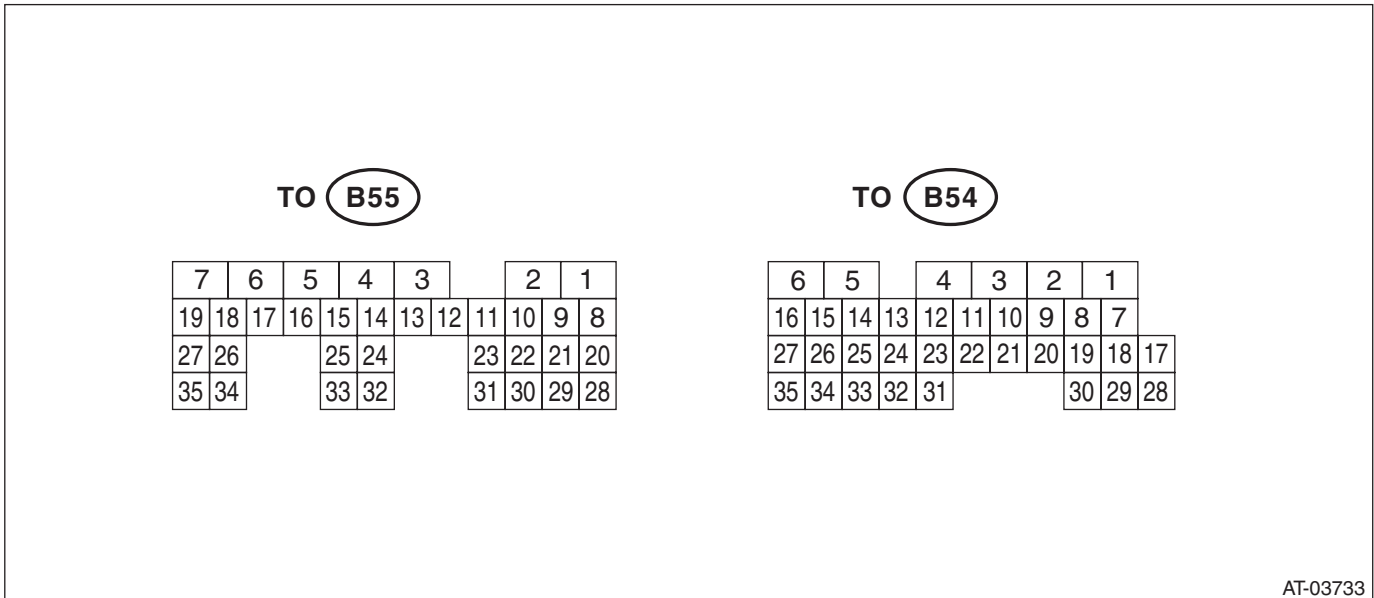 TO B55
7 6 5 4 3 2 1
19 18 17 16 15 14 13 12 11 10 9 8
27 26 25 24 23 22 21 20
35 34 33 32 31 30 29 28
TO B54
6 5 4 3 2 1
16 15 14 13 12 11 10 9 8 7
27 26 25 24 23 22 21 20 19 18 17
35 34 33 32 31 30 29 28
AT-03733